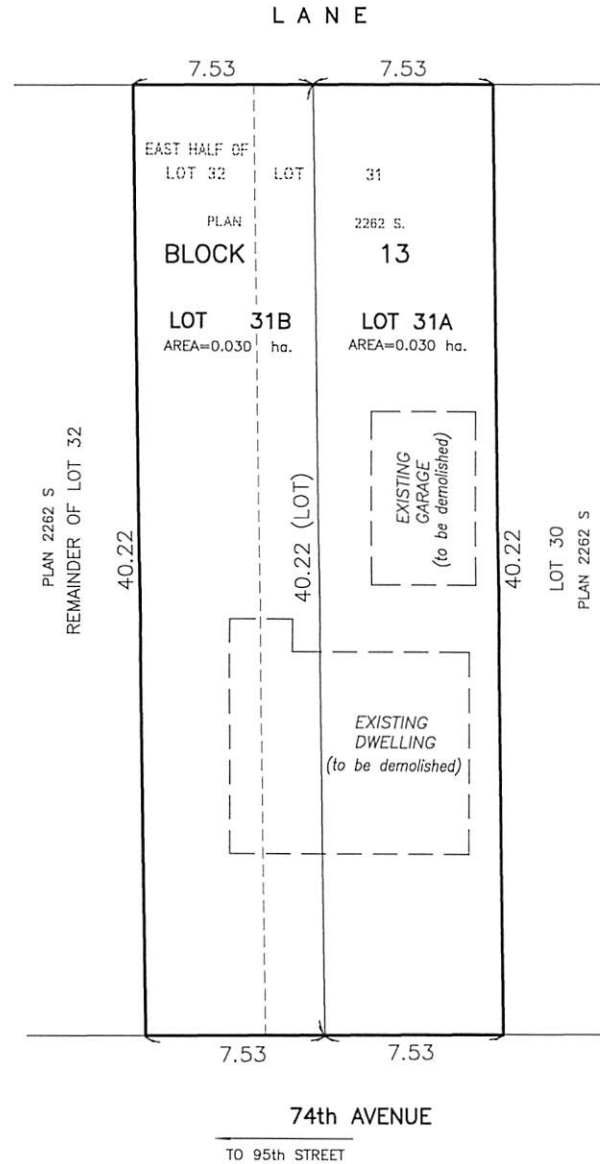 LANE
7.53
7.53
EAST HALF OF
LOT 32 LOT 31
PLAN 2262 S.
BLOCK 13
LOT 31B
AREA=0.030 ha.
LOT 31A
AREA=0.030 ha.
EXISTING
GARAGE
(to be demolished)
PLAN 2262 S
REMAINDER OF LOT 32
40.22
40.22 (LOT)
40.22
LOT 30
PLAN 2262 S
EXISTING
DWELLING
(to be demolished)
7.53
7.53
74th AVENUE
TO 95th STREET